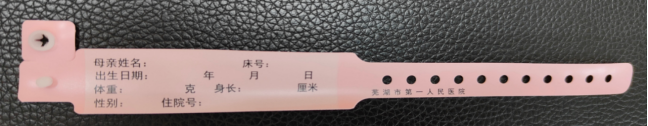 母亲姓名： 床号：
出生日期： 年 月 日
体重： 克 身长： 厘米
性别： 住院号：
芜湖市第一人民医院